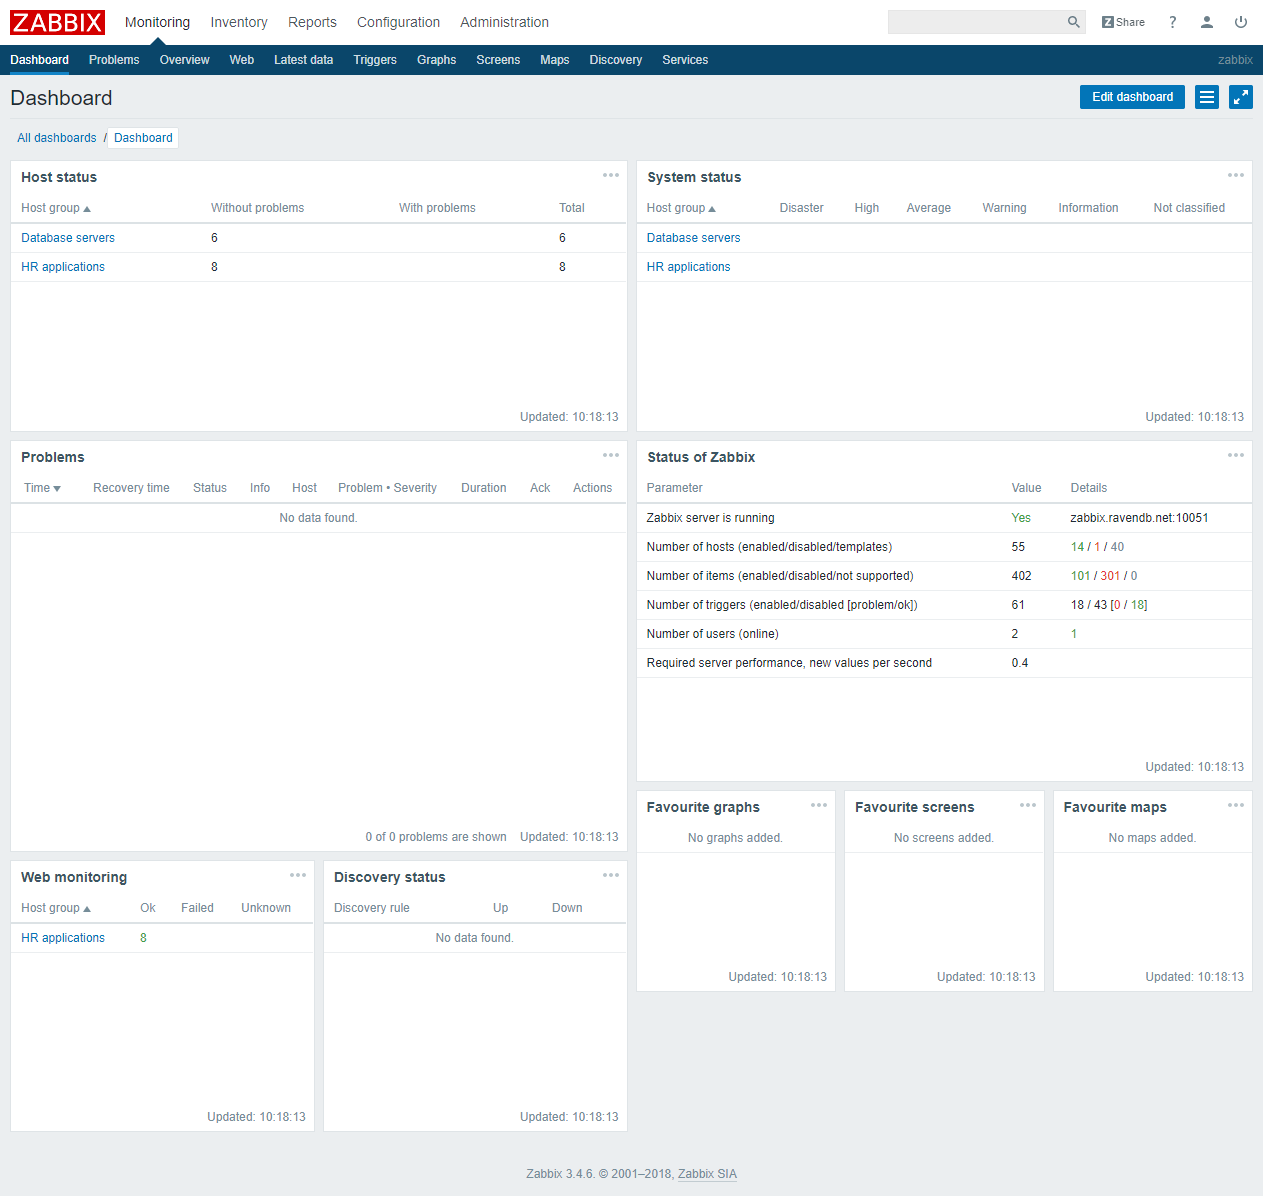 ZABBIX Monitoring Inventory Reports Configuration Administration Z Share ?
Dashboard Problems Overview Web Latest data Triggers Graphs Screens Maps Discovery Services zabbix
Dashboard Edit dashboard
All dashboards / Dashboard
Host status
Host group Without problems With problems Total
Database servers 6 6
HR applications 8 8
Updated: 10:18:13
System status
Host group Disaster High Average Warning Information Not classified
Database servers
HR applications
Updated: 10:18:13
Problems
Time Recovery time Status Info Host Problem • Severity Duration Ack Actions
No data found.
0 of 0 problems are shown Updated: 10:18:13
Status of Zabbix
Parameter Value Details
Zabbix server is running Yes zabbix.ravendb.net:10051
Number of hosts (enabled/disabled/templates) 55 14 / 1 / 40
Number of items (enabled/disabled/not supported) 402 101 / 301 / 0
Number of triggers (enabled/disabled [problem/ok]) 61 18 / 43 [0 / 18]
Number of users (online) 2 1
Required server performance, new values per second 0.4
Updated: 10:18:13
Favourite graphs
No graphs added.
Updated: 10:18:13
Favourite screens
No screens added.
Updated: 10:18:13
Favourite maps
No maps added.
Updated: 10:18:13
Web monitoring
Host group Ok Failed Unknown
HR applications 8
Updated: 10:18:13
Discovery status
Discovery rule Up Down
No data found.
Updated: 10:18:13
Zabbix 3.4.6. © 2001–2018, Zabbix SIA